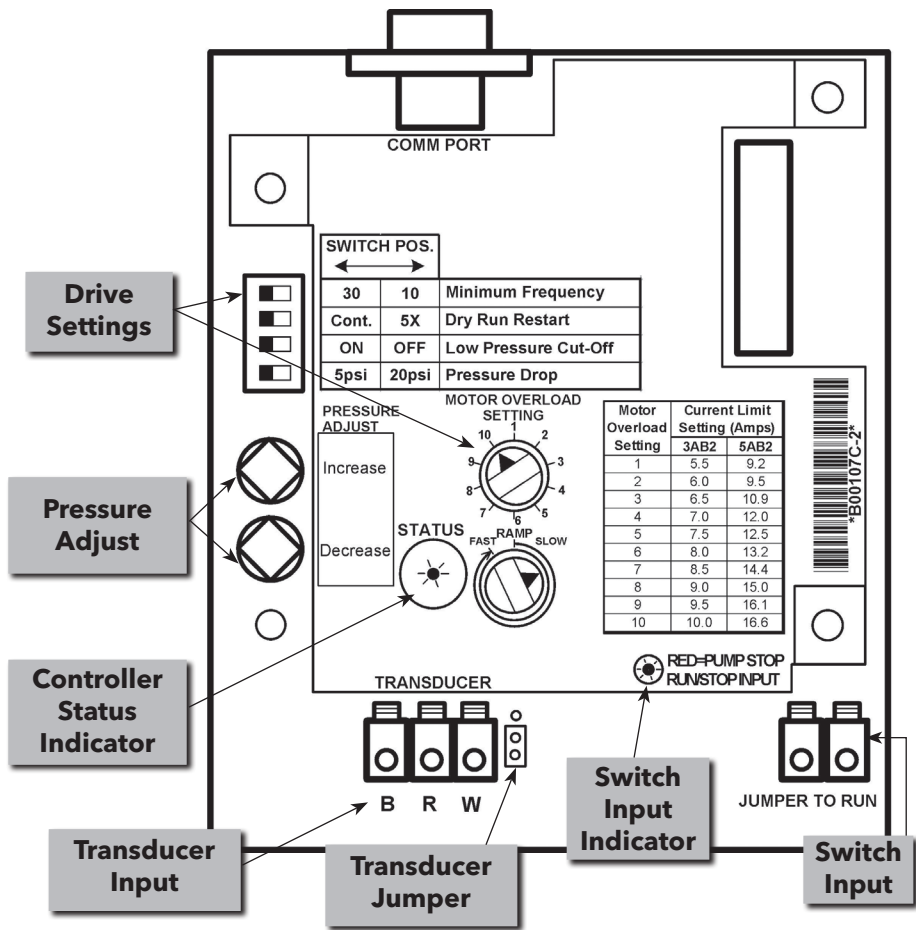 COMM PORT
SWITCH POS.
30 10 Minimum Frequency
Cont. 5X Dry Run Restart
ON OFF Low Pressure Cut-Off
5psi 20psi Pressure Drop
Drive
Settings
PRESSURE
ADJUST
Increase
Decrease
Pressure
Adjust
MOTOR OVERLOAD
SETTING
1
2
3
4
5
6
7
8
9
10
STATUS
RAMP
FAST
SLOW
Motor Overload Setting
Current Limit Setting (Amps)
3AB2 5AB2
1 5.5 9.2
2 6.0 9.5
3 6.5 10.9
4 7.0 12.0
5 7.5 12.5
6 8.0 13.2
7 8.5 14.4
8 9.0 15.0
9 9.5 16.1
10 10.0 16.6
*B00107C-2*
RED=PUMP STOP
RUN/STOP INPUT
Controller
Status
Indicator
TRANSDUCER
B R W
JUMPER TO RUN
Transducer
Input
Transducer
Jumper
Switch
Input
Indicator
Switch
Input